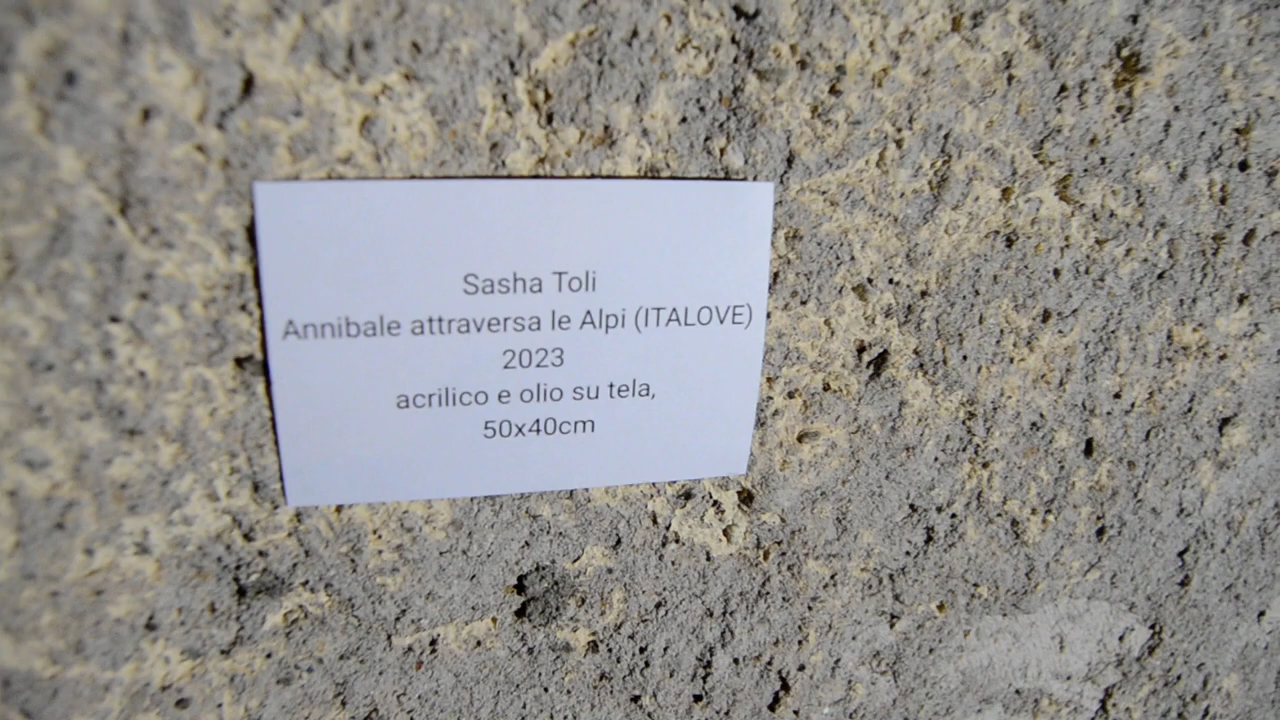 Sasha Toli
Annibale attraversa le Alpi (ITALOVE)
2023
acrilico e olio su tela,
50x40cm